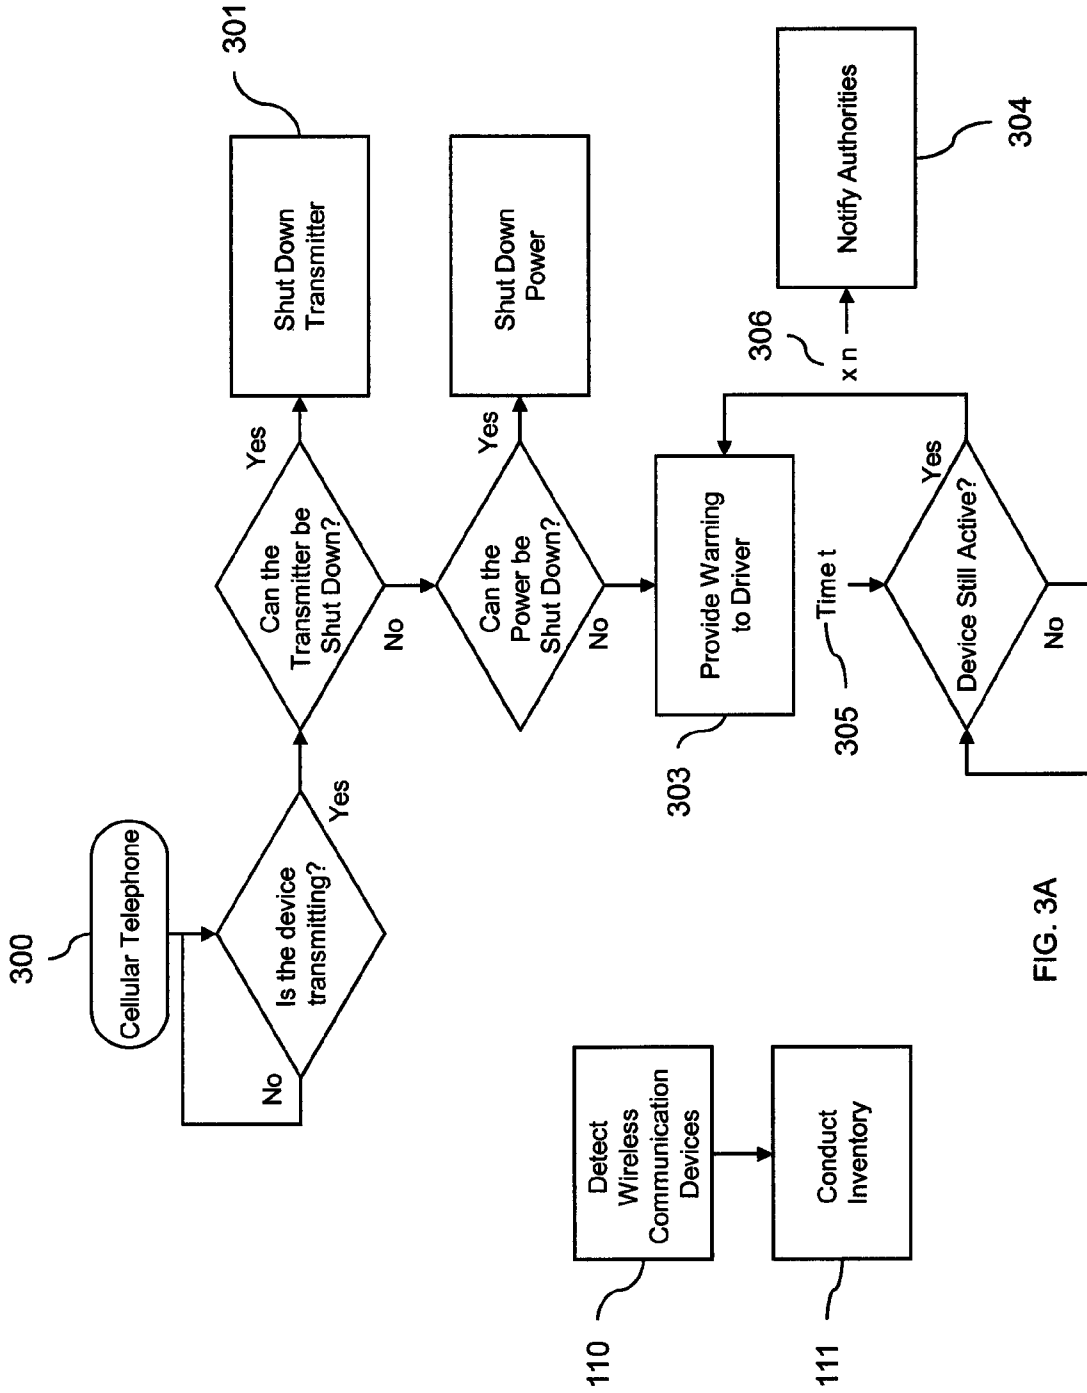 300
Cellular Telephone
Is the device
transmitting?
No
Yes
Can the
Transmitter be
Shut Down?
Yes
No
Shut Down
Transmitter
301
Can the
Power be
Shut Down?
Yes
No
Shut Down
Power
Provide Warning
to Driver
303
305
Time t
Device Still Active?
Yes
No
306
x n
Notify Authorities
304
110
Detect
Wireless
Communication
Devices
111
Conduct
Inventory
FIG. 3A